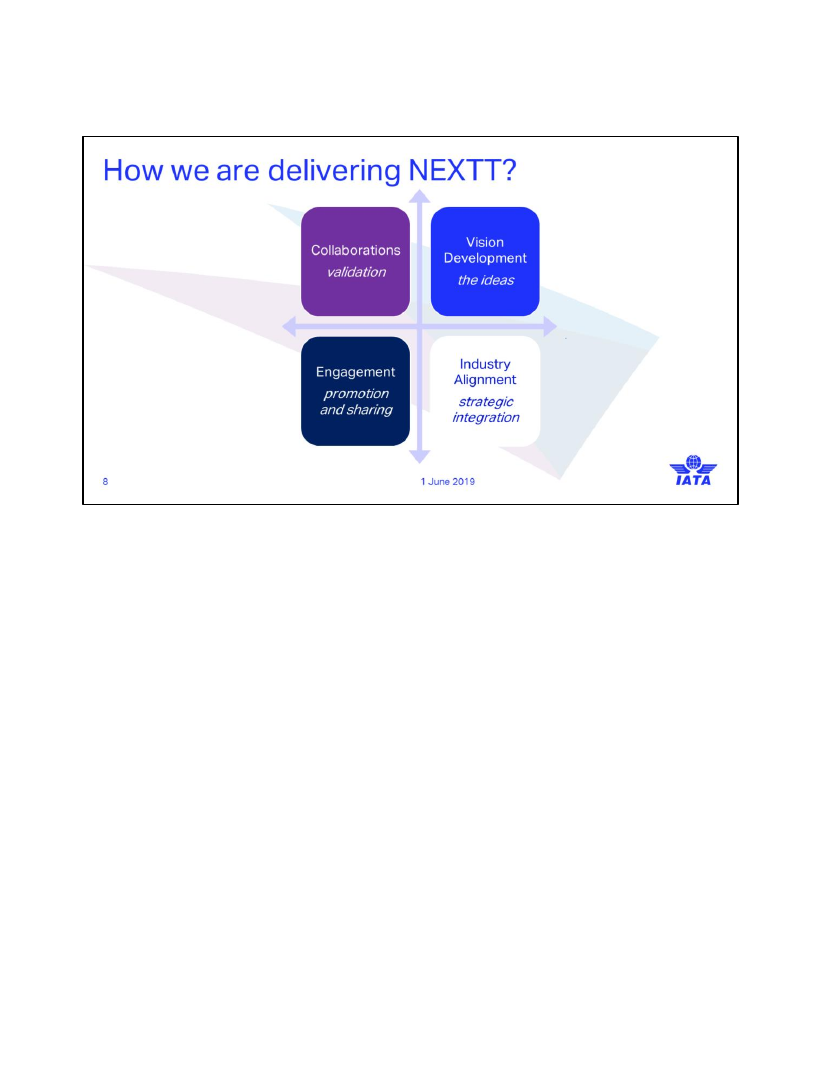 How we are delivering NEXTT?
Collaborations
validation
Vision
Development
the ideas
Engagement
promotion
and sharing
Industry
Alignment
strategic
integration
8
1 June 2019
IATA